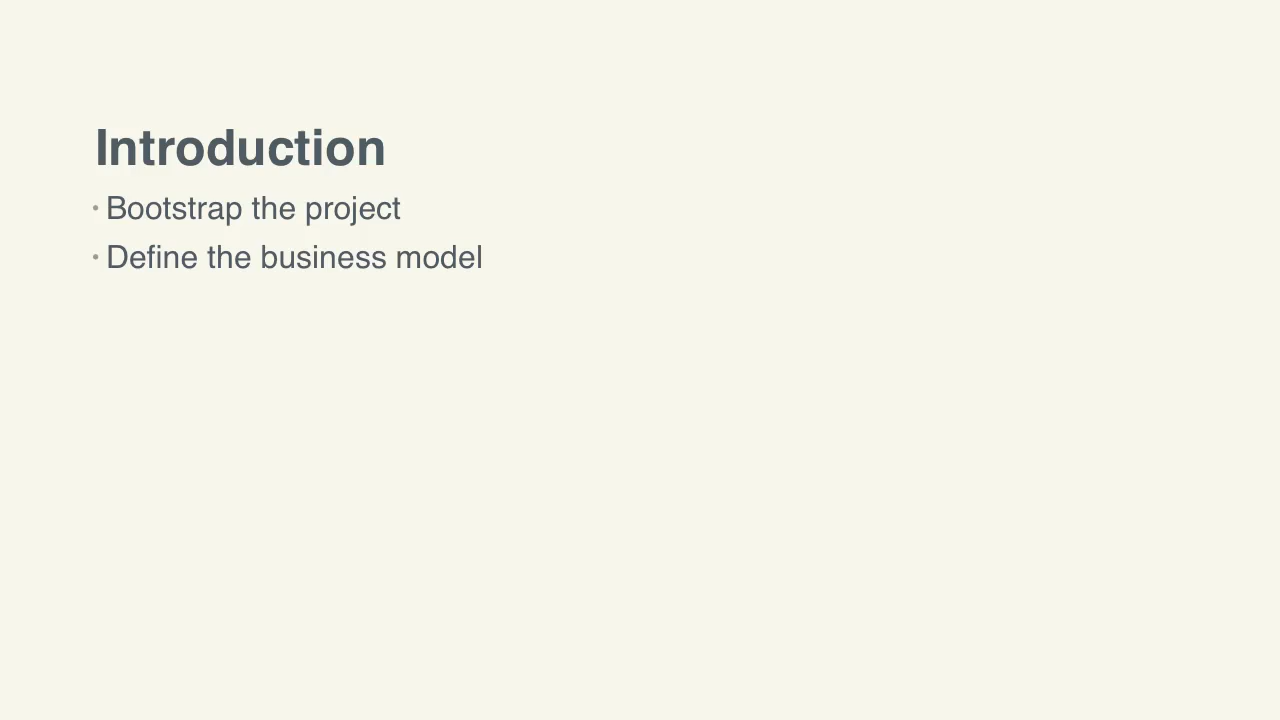 Introduction
• Bootstrap the project
• Define the business model